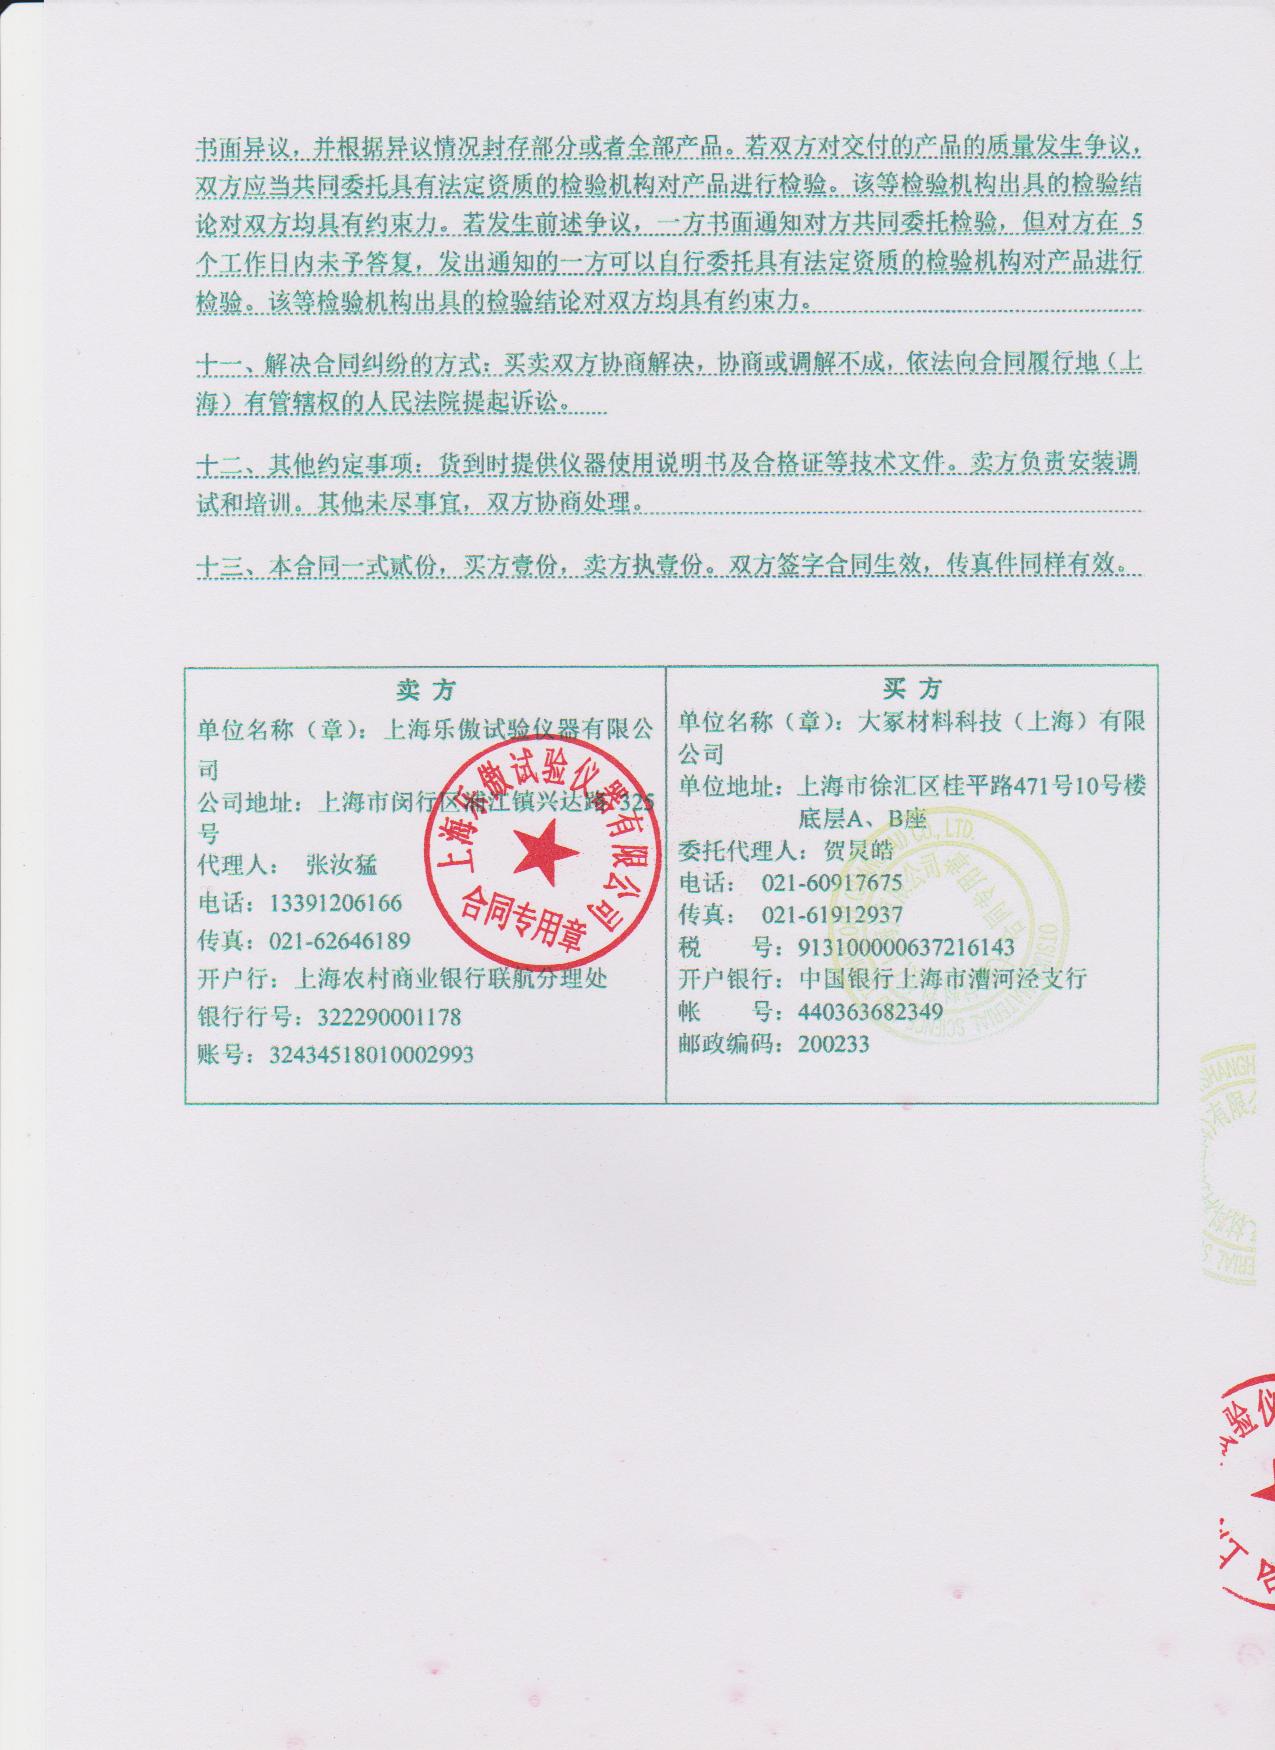 书面异议，并根据异议情况封存部分或者全部产品。若双方对交付的产品的质量发生争议，
双方应当共同委托具有法定资质的检验机构对产品进行检验。该等检验机构出具的检验结
论对双方均具有约束力。若发生前述争议，一方书面通知对方共同委托检验，但对方在 5
个工作日内未予答复，发出通知的一方可以自行委托具有法定资质的检验机构对产品进行
检验。该等检验机构出具的检验结论对双方均具有约束力。
十一、解决合同纠纷的方式：买卖双方协商解决，协商或调解不成，依法向合同履行地（上
海）有管辖权的人民法院提起诉讼。
十二、其他约定事项：货到时提供仪器使用说明书及合格证等技术文件。卖方负责安装调
试和培训。其他未尽事宜，双方协商处理。
十三、本合同一式贰份，买方壹份，卖方执壹份。双方签字合同生效，传真件同样有效。
卖 方
单位名称（章）：上海乐傲试验仪器有限公
司
公司地址：上海市闵行区浦江镇兴达路 325
号
代理人： 张汝猛
电话：13391206166
传真：021-62646189
开户行：上海农村商业银行联航分理处
银行行号：322290001178
账号：32434518010002993
上海乐傲试验仪器有限公司
合同专用章
买 方
单位名称（章）：大冢材料科技（上海）有限
公司
单位地址：上海市徐汇区桂平路471号10号楼
底层A、B座
委托代理人：贺炅皓
电话： 021-60917675
传真： 021-61912937
税 号：913100000637216143
开户银行：中国银行上海市漕河泾支行
帐 号：440363682349
邮政编码：200233
CO., LTD.
MATERIAL SCIENCE
SHANGH
有限
ERIAL S
验仪
合